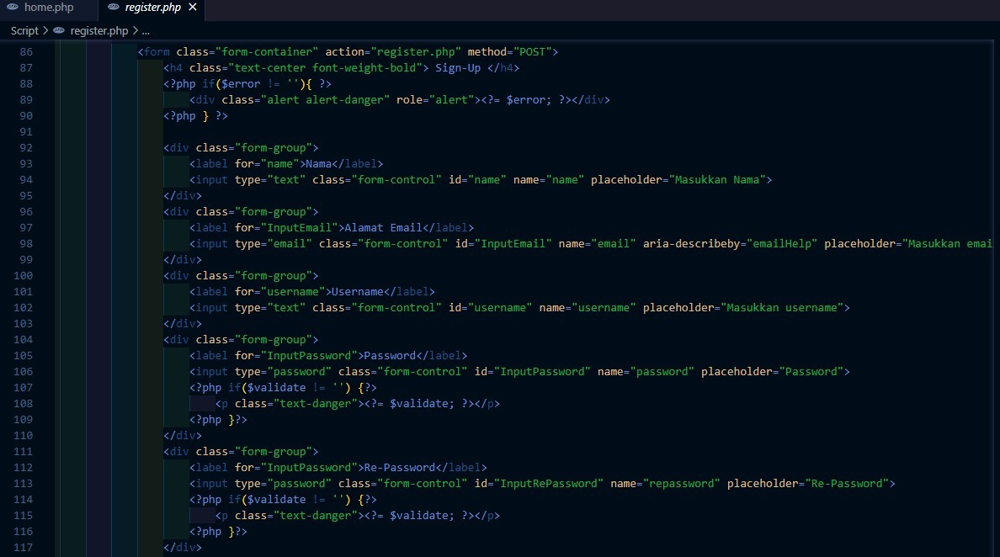 home.php register.php ✕
Script > register.php > ...
86 <form class="form-container" action="register.php" method="POST">
87 <h4 class="text-center font-weight-bold"> Sign-Up </h4>
88 <?php if($error != ''){ ?>
89 <div class="alert alert-danger" role="alert"><?= $error; ?></div>
90 <?php } ?>
91
92 <div class="form-group">
93 <label for="name">Nama</label>
94 <input type="text" class="form-control" id="name" name="name" placeholder="Masukkan Nama">
95 </div>
96 <div class="form-group">
97 <label for="InputEmail">Alamat Email</label>
98 <input type="email" class="form-control" id="InputEmail" name="email" aria-describeby="emailHelp" placeholder="Masukkan emai
99 </div>
100 <div class="form-group">
101 <label for="username">Username</label>
102 <input type="text" class="form-control" id="username" name="username" placeholder="Masukkan username">
103 </div>
104 <div class="form-group">
105 <label for="InputPassword">Password</label>
106 <input type="password" class="form-control" id="InputPassword" name="password" placeholder="Password">
107 <?php if($validate != '') {?>
108 <p class="text-danger"><?= $validate; ?></p>
109 <?php }?>
110 </div>
111 <div class="form-group">
112 <label for="InputPassword">Re-Password</label>
113 <input type="password" class="form-control" id="InputRePassword" name="repassword" placeholder="Re-Password">
114 <?php if($validate != '') {?>
115 <p class="text-danger"><?= $validate; ?></p>
116 <?php }?>
117 </div>